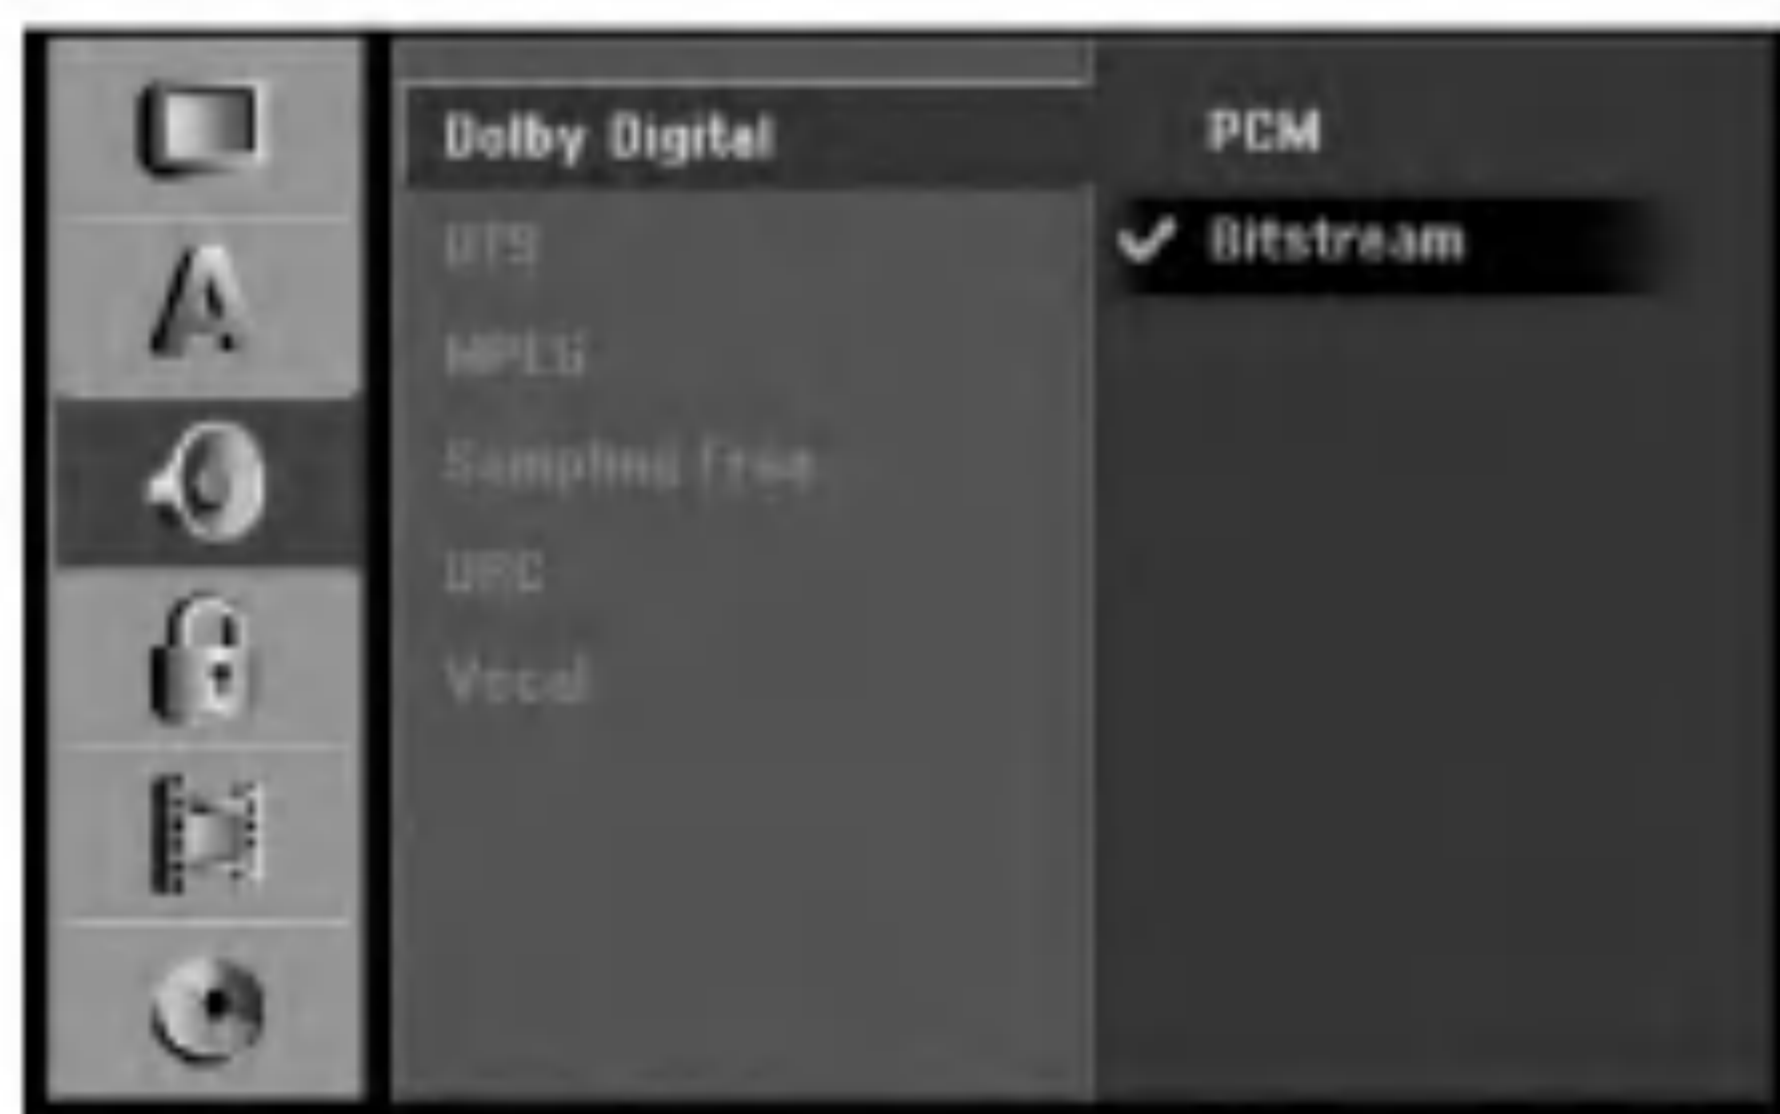 Dolby Digital
DTS
MPEG
Sampling Freq
DRC
Vocal
PCM
Bitstream